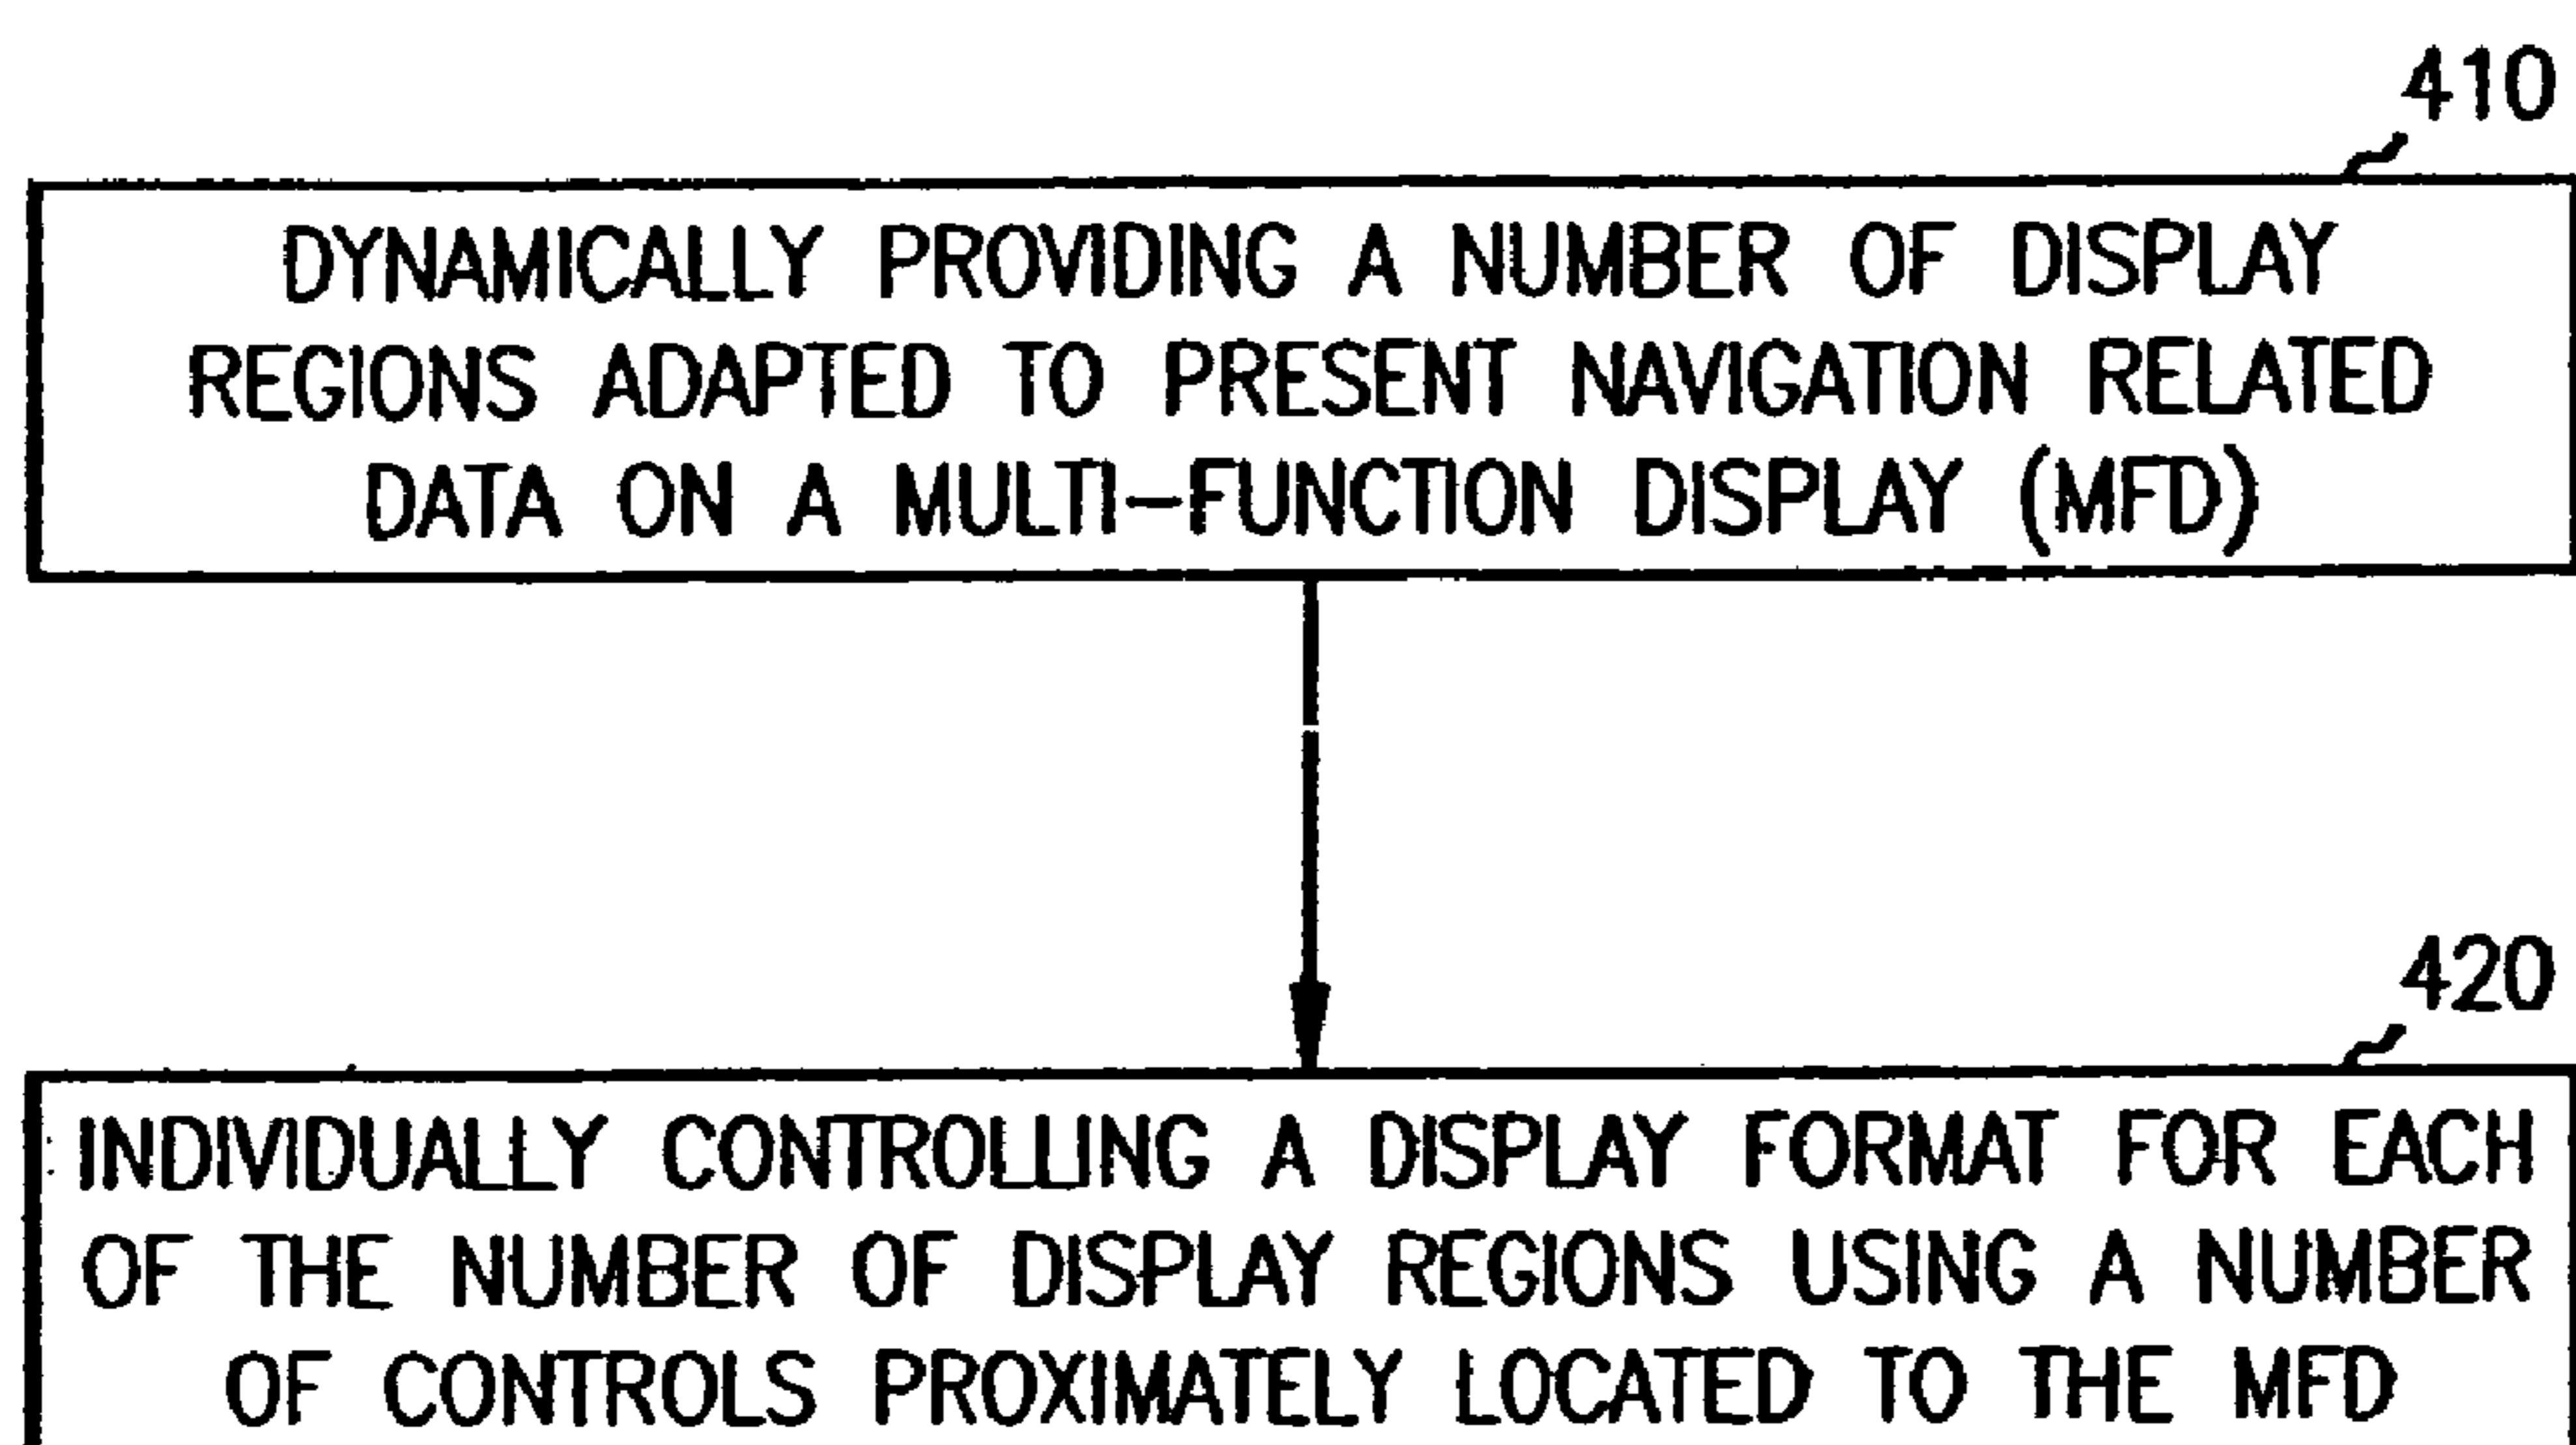 410
DYNAMICALLY PROVIDING A NUMBER OF DISPLAY
REGIONS ADAPTED TO PRESENT NAVIGATION RELATED
DATA ON A MULTI-FUNCTION DISPLAY (MFD)
420
INDIVIDUALLY CONTROLLING A DISPLAY FORMAT FOR EACH
OF THE NUMBER OF DISPLAY REGIONS USING A NUMBER
OF CONTROLS PROXIMATELY LOCATED TO THE MFD